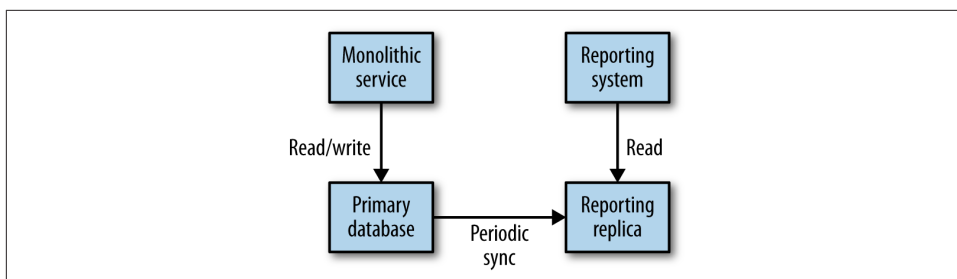 Monolithic
service
Reporting
system
Read/write
Read
Primary
database
Periodic
sync
Reporting
replica